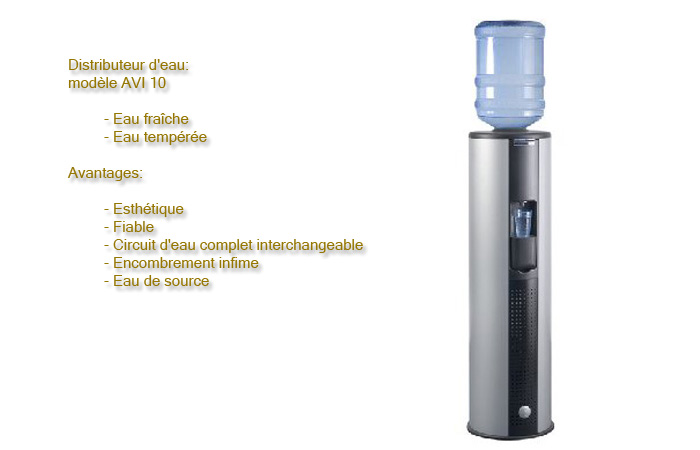 Distributeur d'eau:
modèle AVI 10
- Eau fraîche
- Eau tempérée
Avantages:
- Esthétique
- Fiable
- Circuit d'eau complet interchangeable
- Encombrement infime
- Eau de source